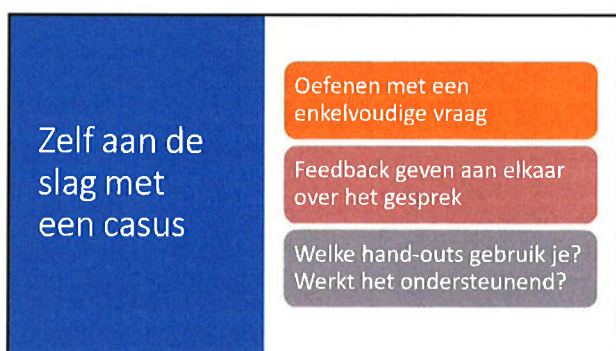 Zelf aan de
slag met
een casus
Oefenen met een
enkelvoudige vraag
Feedback geven aan elkaar
over het gesprek
Welke hand-outs gebruik je?
Werkt het ondersteunend?